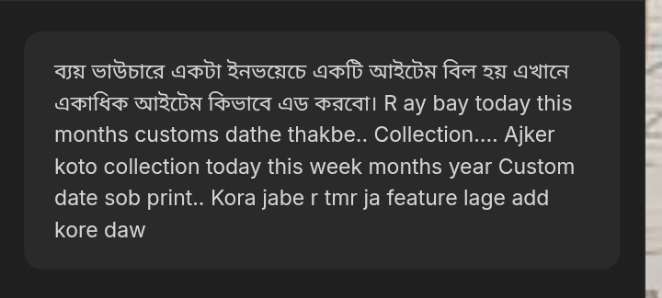 ব্যয় ভাউচারে একটা ইনভয়েচে একটি আইটেম বিল হয় এখানে
একাধিক আইটেম কিভাবে এড করবো। R ay bay today this
months customs dathe thakbe.. Collection.... Ajker
koto collection today this week months year Custom
date sob print.. Kora jabe r tmr ja feature lage add
kore daw